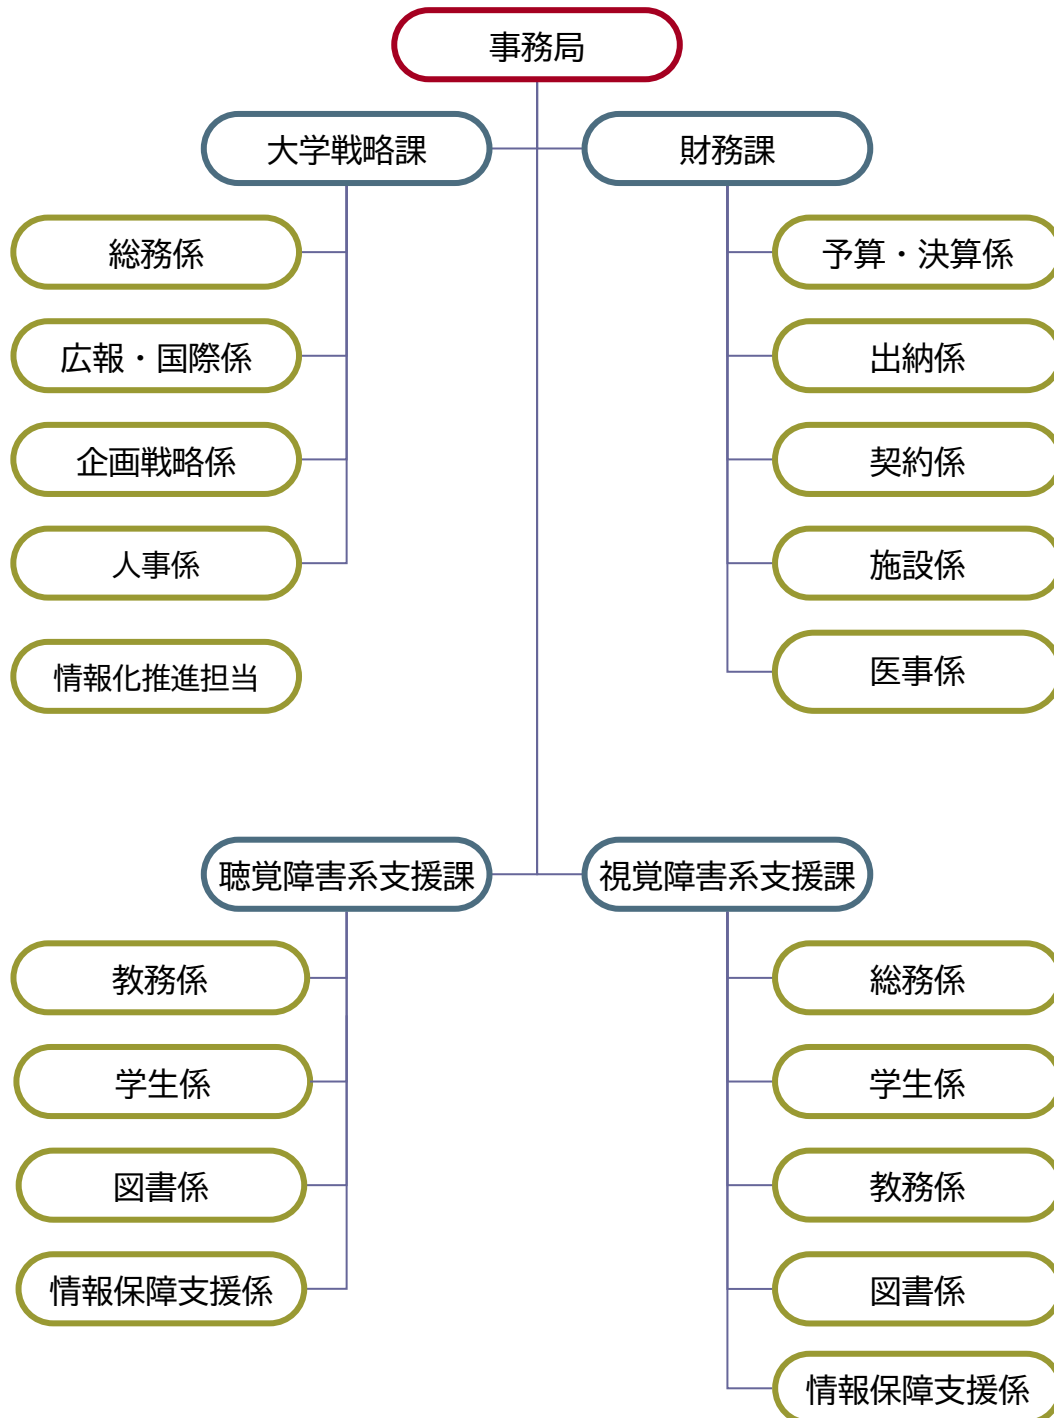 事務局
大学戦略課
財務課
総務係
予算・決算係
広報・国際係
出納係
企画戦略係
契約係
人事係
施設係
情報化推進担当
医事係
聴覚障害系支援課
視覚障害系支援課
教務係
総務係
学生係
学生係
図書係
教務係
情報保障支援係
図書係
情報保障支援係